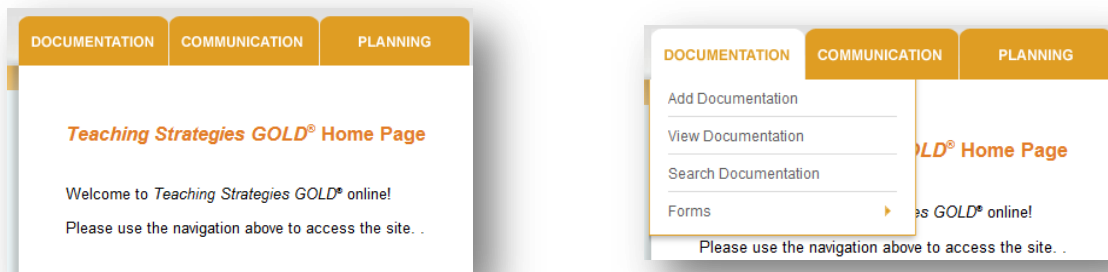 DOCUMENTATION COMMUNICATION PLANNING
Teaching Strategies GOLD® Home Page
Welcome to Teaching Strategies GOLD® online!
Please use the navigation above to access the site. .
DOCUMENTATION COMMUNICATION PLANNING
Add Documentation
View Documentation
LD® Home Page
Search Documentation
Forms
es GOLD® online!
Please use the navigation above to access the site. .